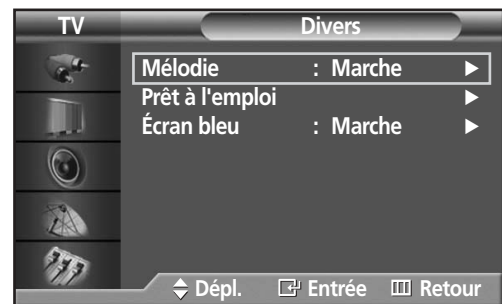 TV Divers
Mélodie : Marche ►
Prêt à l'emploi ►
Écran bleu : Marche ►
Dépl. Entrée Retour